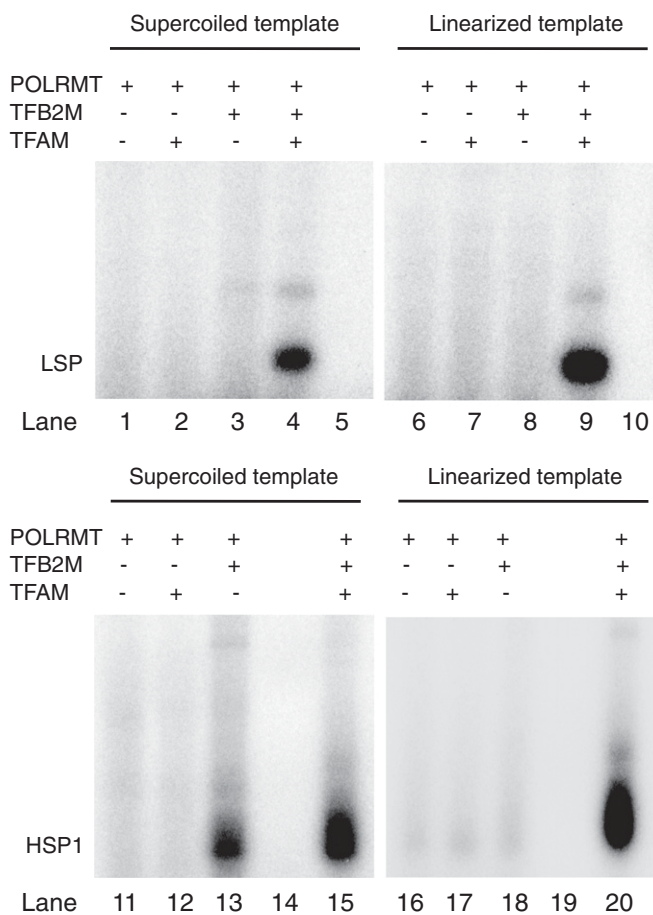 Supercoiled template Linearized template
POLRMT + + + + + + + +
TFB2M - - + + - - + +
TFAM - + - + - + - +
LSP
Lane 1 2 3 4 5 6 7 8 9 10
Supercoiled template Linearized template
POLRMT + + + + + + + +
TFB2M - - + + - - + +
TFAM - + - + - + - +
HSP1
Lane 11 12 13 14 15 16 17 18 19 20